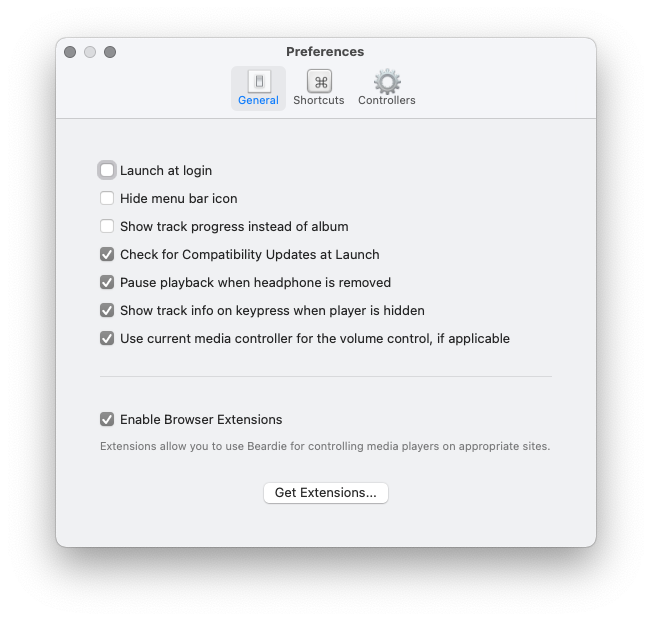 Preferences
General Shortcuts Controllers
Launch at login
Hide menu bar icon
Show track progress instead of album
Check for Compatibility Updates at Launch
Pause playback when headphone is removed
Show track info on keypress when player is hidden
Use current media controller for the volume control, if applicable
Enable Browser Extensions
Extensions allow you to use Beardie for controlling media players on appropriate sites.
Get Extensions...